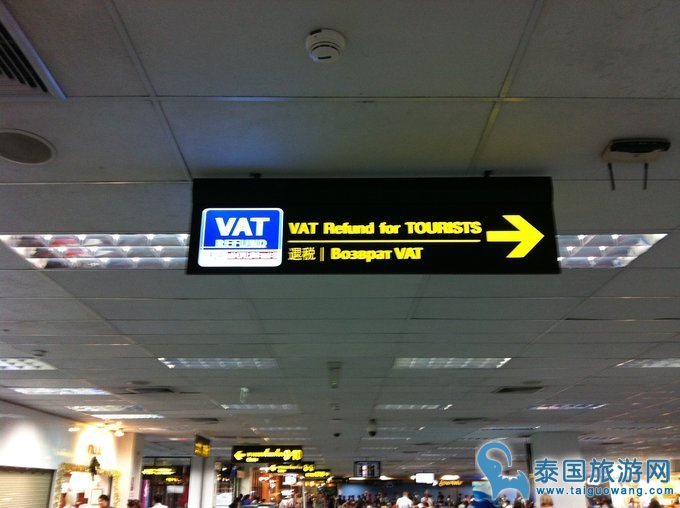 VAT
REFUND
VAT Refund for TOURISTS
退税 | Возврат VAT
泰国旅游网
www.taiguowang.com